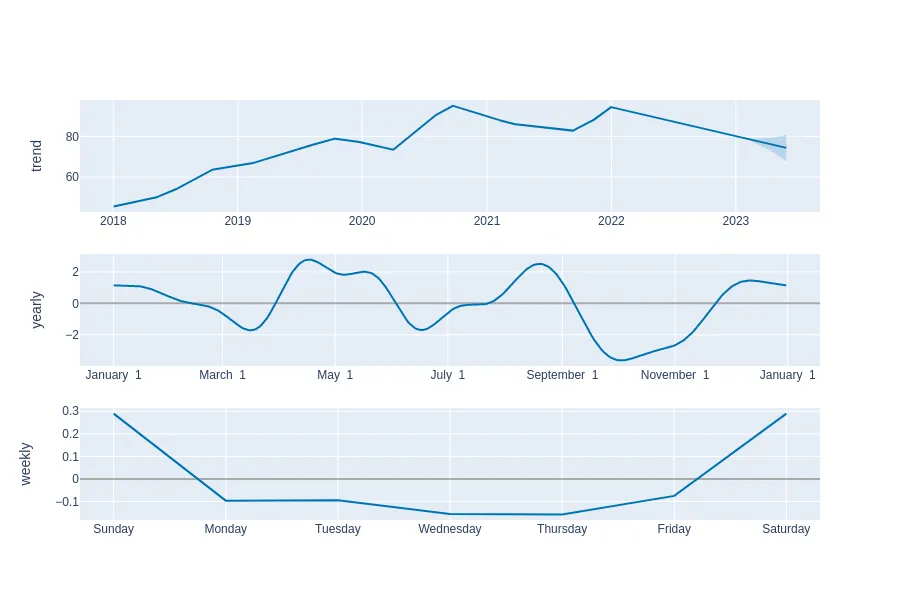 trend
80
60
2018 2019 2020 2021 2022 2023
yearly
2
0
−2
January 1 March 1 May 1 July 1 September 1 November 1 January 1
weekly
0.3
0.2
0.1
0
−0.1
Sunday Monday Tuesday Wednesday Thursday Friday Saturday